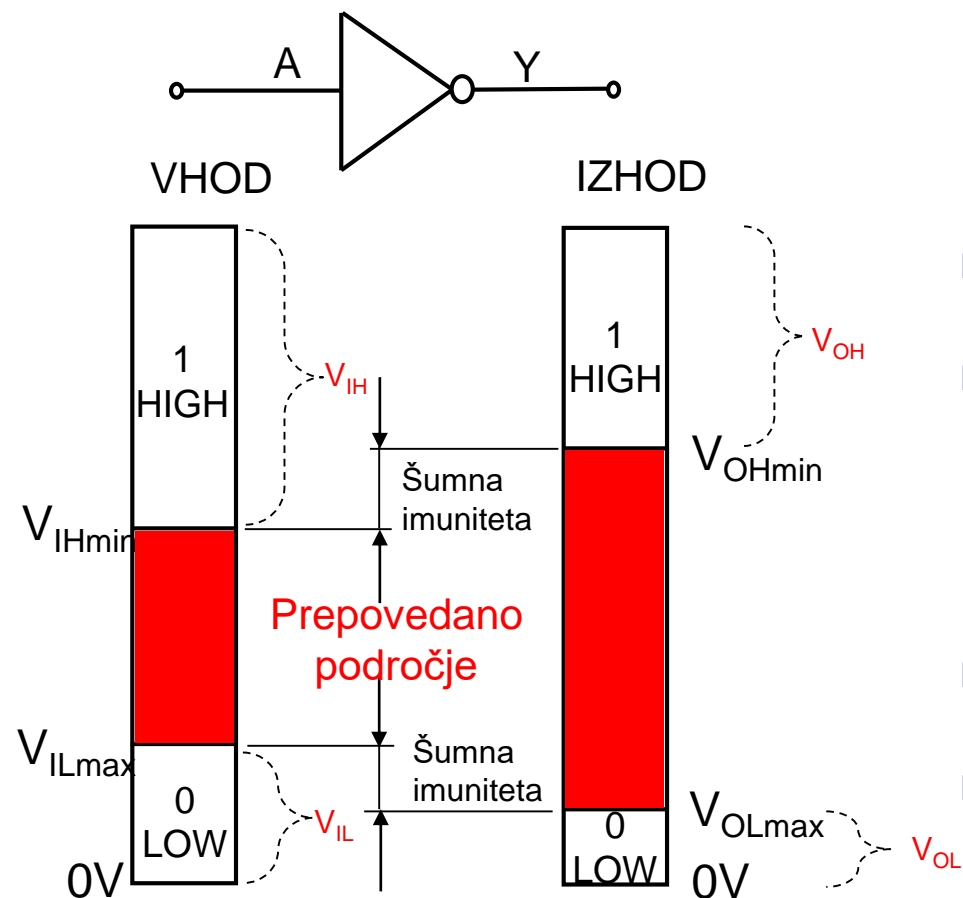 A
Y
VHOD
IZHOD
1
HIGH
V_IH
1
HIGH
V_OH
V_OHmin
Šumna
imuniteta
V_IHmin
Prepovedano
področje
V_ILmax
Šumna
imuniteta
0
LOW
V_IL
V_OLmax
0
LOW
V_OL
0V
0V